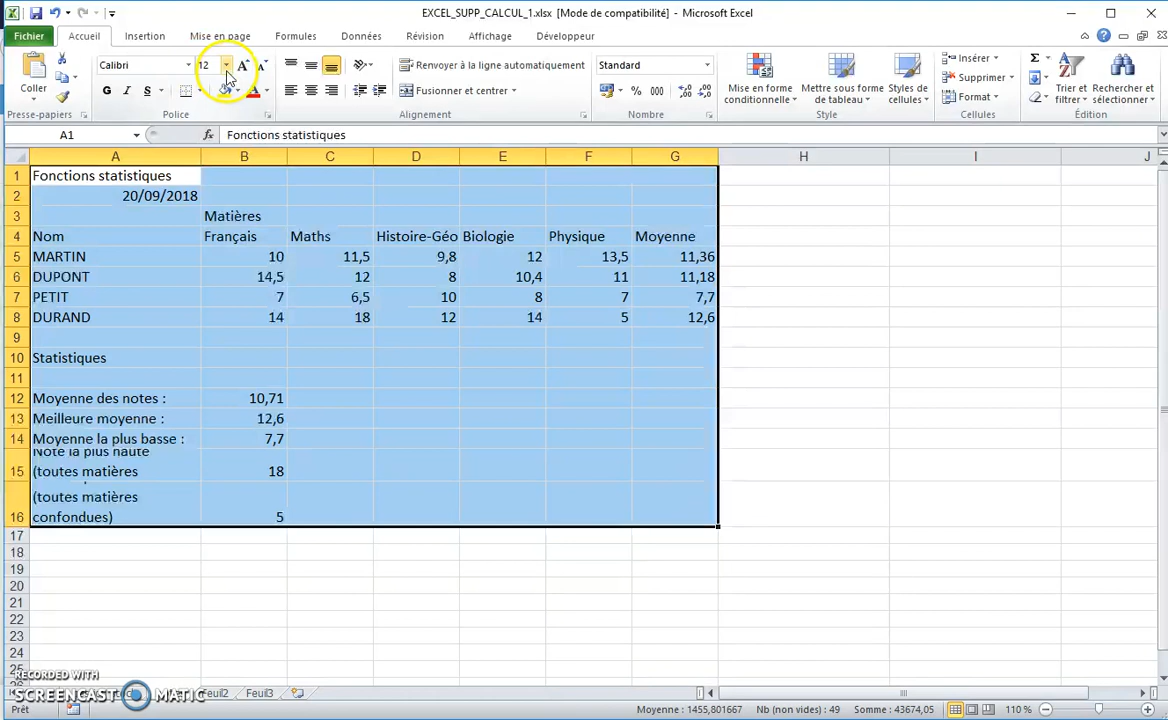 EXCEL_SUPP_CALCUL_1.xlsx [Mode de compatibilité] - Microsoft Excel
Fichier Accueil Insertion Mise en page Formules Données Révision Affichage Développeur
Coller
Presse-papiers
Calibri 12
G I S
Police
Renvoyer à la ligne automatiquement
Fusionner et centrer
Alignement
Standard
% 000
Nombre
Mise en forme conditionnelle
Mettre sous forme de tableau
Styles de cellules
Style
Insérer
Supprimer
Format
Cellules
Trier et filtrer
Rechercher et sélectionner
Édition
A1 fx Fonctions statistiques
A B C D E F G H I J
1 Fonctions statistiques
2 20/09/2018
3 Matières
4 Nom Français Maths Histoire-Géo Biologie Physique Moyenne
5 MARTIN 10 11,5 9,8 12 13,5 11,36
6 DUPONT 14,5 12 8 10,4 11 11,18
7 PETIT 7 6,5 10 8 7 7,7
8 DURAND 14 18 12 14 5 12,6
9
10 Statistiques
11
12 Moyenne des notes : 10,71
13 Meilleure moyenne : 12,6
14 Moyenne la plus basse : 7,7
Note la plus haute
15 (toutes matières 18
(toutes matières
16 confondues) 5
17
18
19
20
21
22
23
24
25
RECORDED WITH
SCREENCAST MATIC
Feuil2 Feuil3
Prêt Moyenne : 1455,801667 Nb (non vides) : 49 Somme : 43674,05 110 %